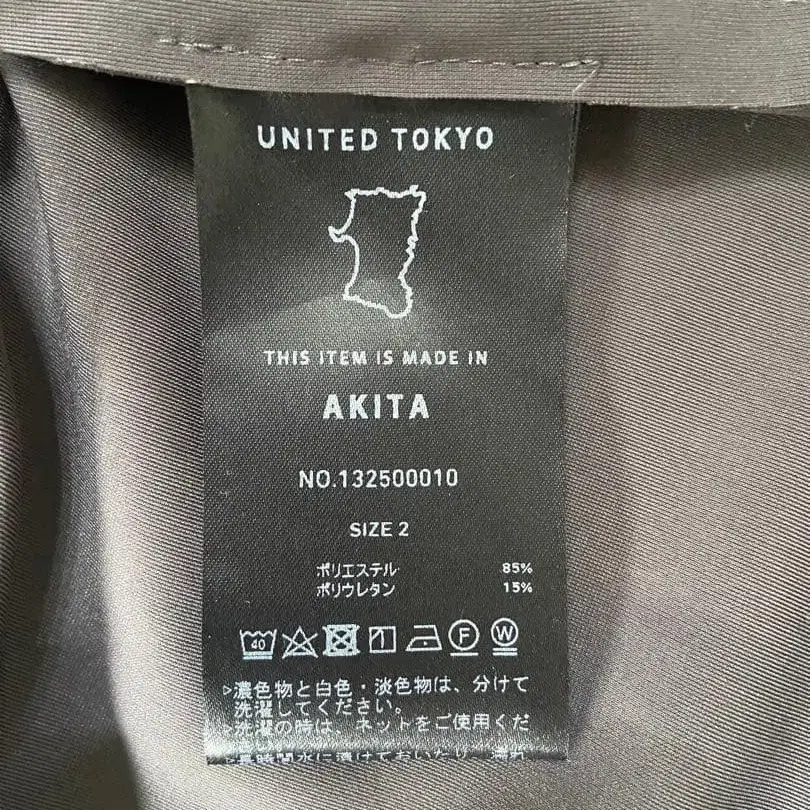 UNITED TOKYO
THIS ITEM IS MADE IN
AKITA
NO.132500010
SIZE 2
ポリエステル 85%
ポリウレタン 15%
40 F W
▷濃色物と白色・淡色物は、分けて
洗濯してください。
▷洗濯の時は、ネットをご使用くだ